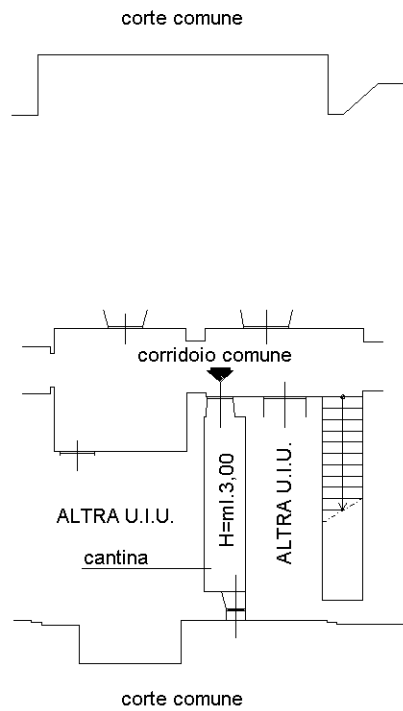 corte comune
corridoio comune
H=ml.3,00
ALTRA U.I.U.
ALTRA U.I.U.
cantina
corte comune